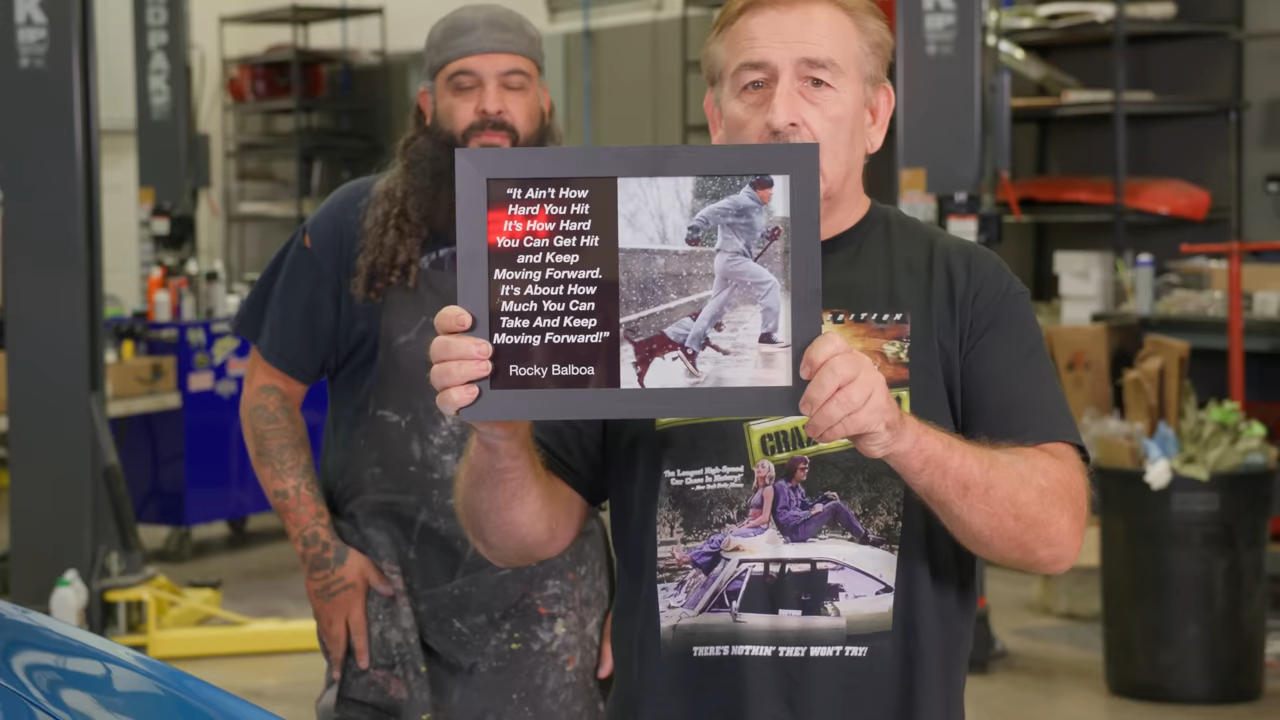 “It Ain’t How
Hard You Hit
It’s How Hard
You Can Get Hit
and Keep
Moving Forward.
It's About How
Much You Can
Take And Keep
Moving Forward!”
Rocky Balboa
EDITION
CRA
The Longest High-Speed
Car Chase In History!
THERE'S NOTHIN' THEY WON'T TRY!